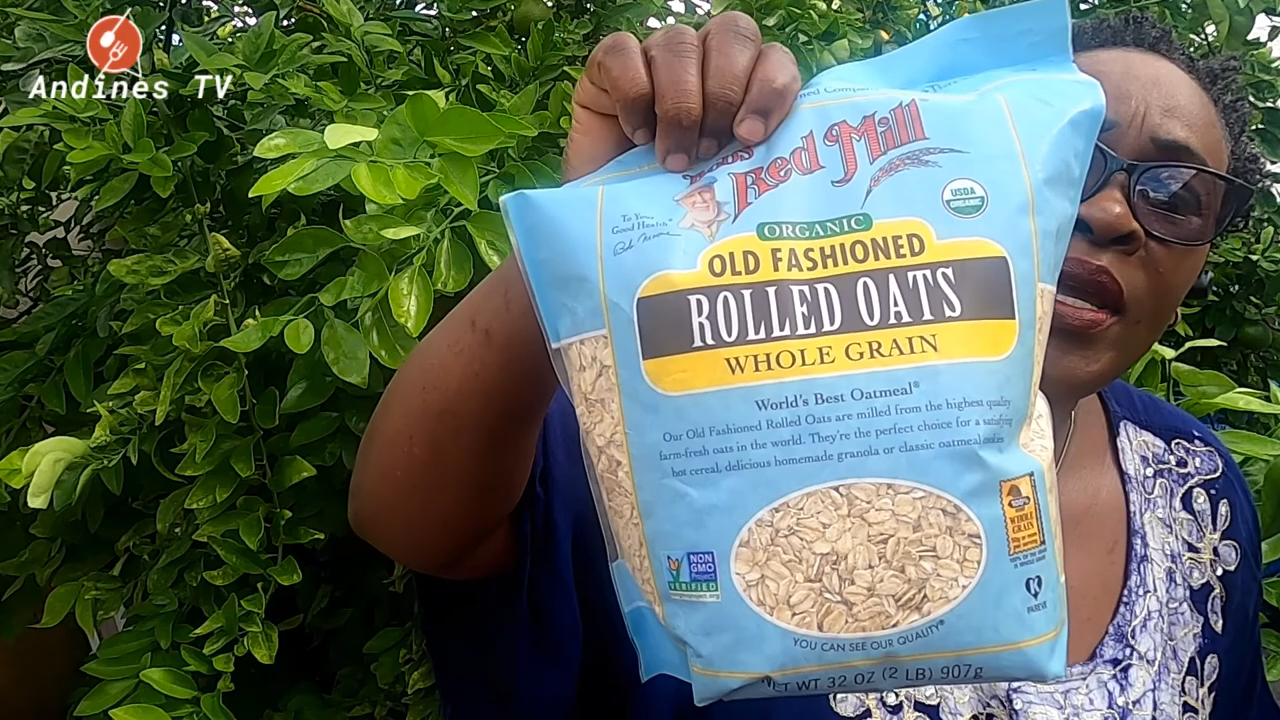 Andines TV
Red Mill
To Your
Good Health
Bob Moore
USDA
ORGANIC
ORGANIC
OLD FASHIONED
ROLLED OATS
WHOLE GRAIN
World's Best Oatmeal®
Our Old Fashioned Rolled Oats are milled from the highest quality
farm-fresh oats in the world. They're the perfect choice for a satisfying
hot cereal, delicious homemade granola or classic oatmeal cookies
NON
GMO
Project
VERIFIED
WHOLE
GRAIN
PAREVE
YOU CAN SEE OUR QUALITY®
NET WT 32 OZ (2 LB) 907g